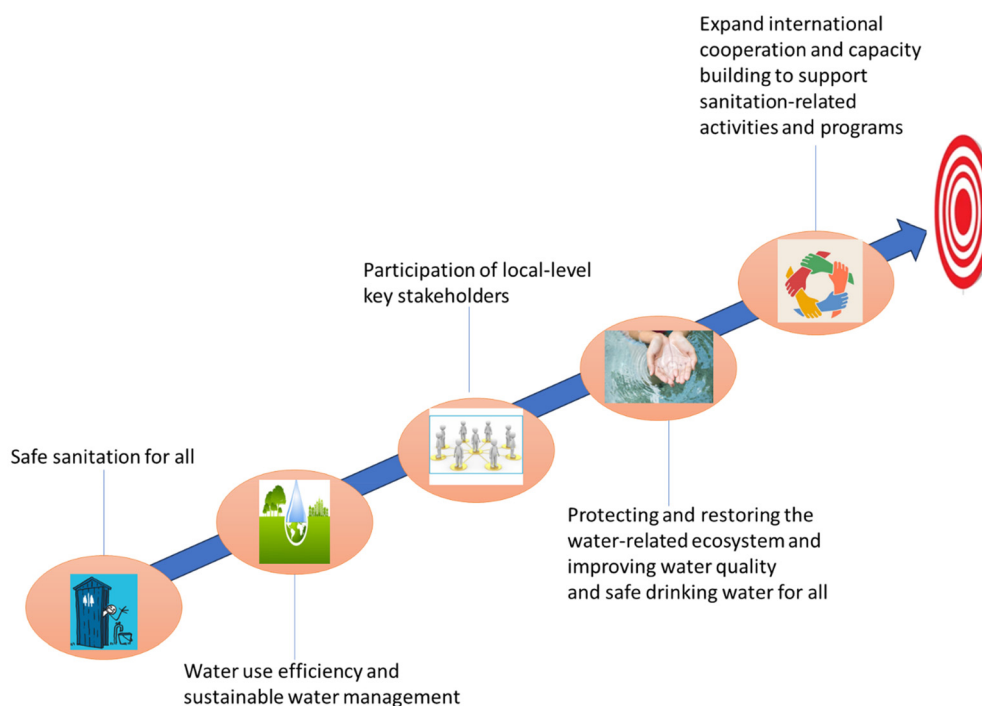 Expand international
cooperation and capacity
building to support
sanitation-related
activities and programs
Participation of local-level
key stakeholders
Safe sanitation for all
Protecting and restoring the
water-related ecosystem and
improving water quality
and safe drinking water for all
Water use efficiency and
sustainable water management